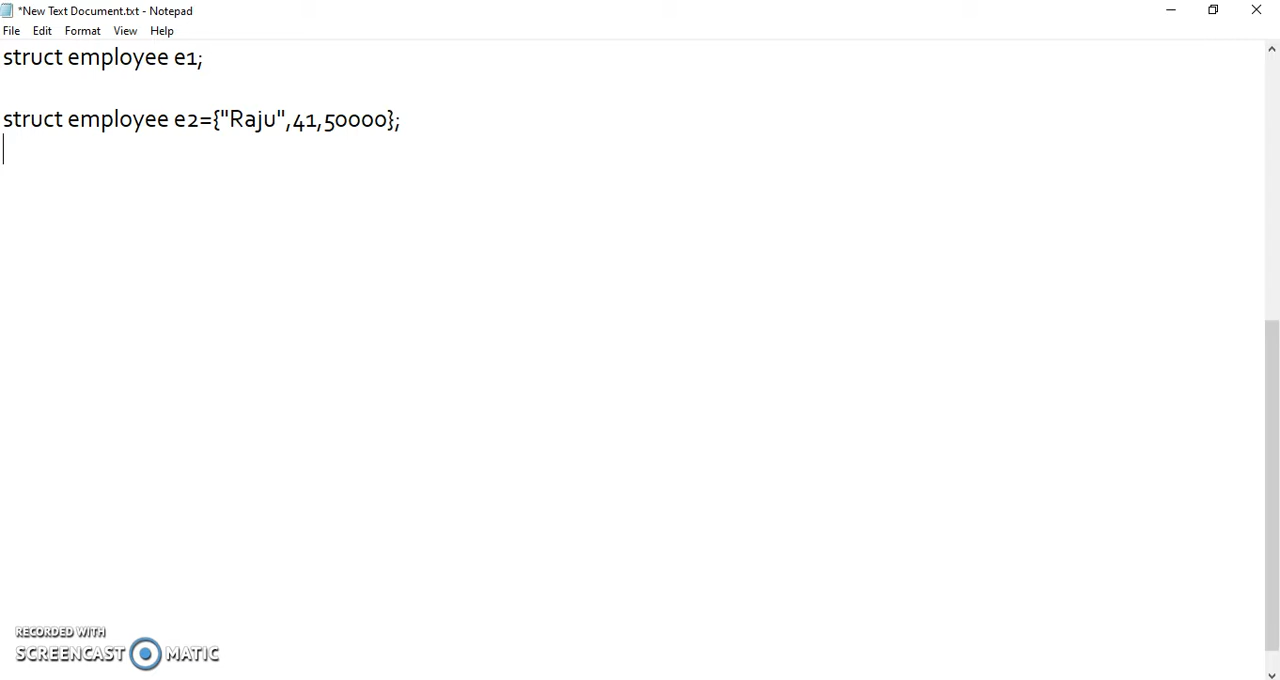 *New Text Document.txt - Notepad
File Edit Format View Help
struct employee e1;
struct employee e2={"Raju",41,50000};
RECORDED WITH
SCREENCAST MATIC